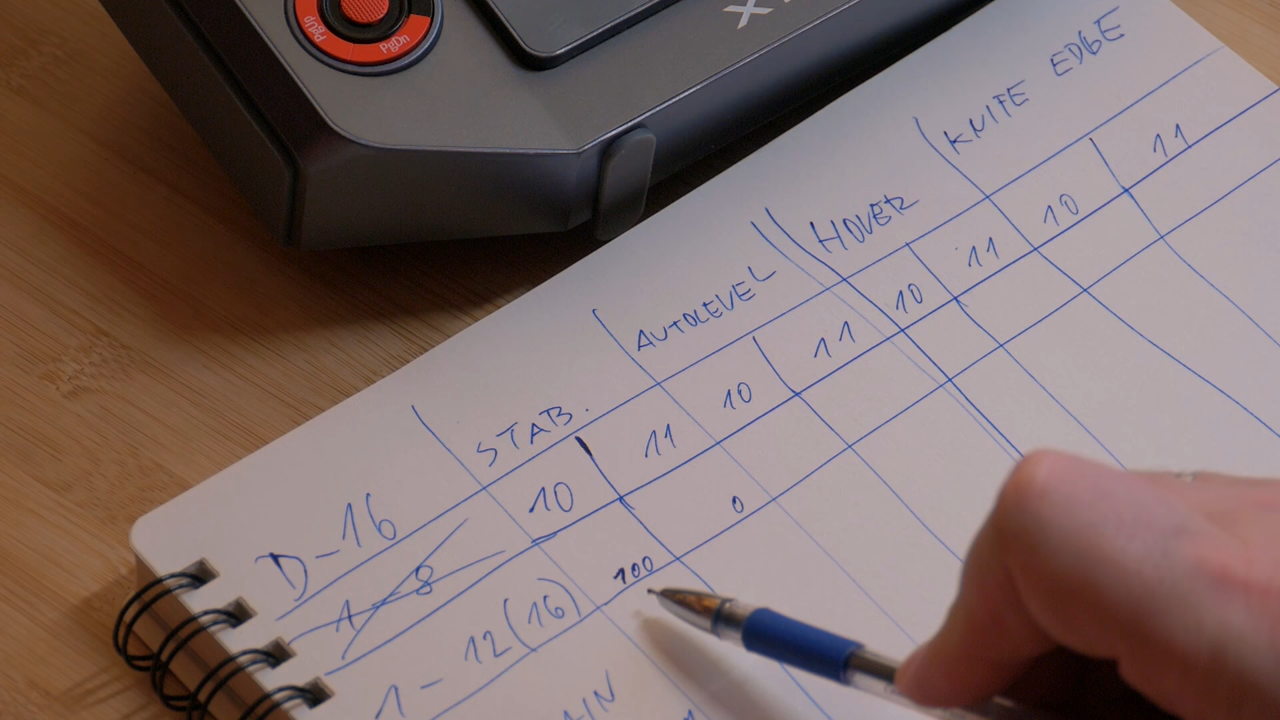 PgUp
PgDn
X
D-16 STAB. AUTOLEVEL HOVER KNIFE EDGE
1-8 10 11 10 11 10 11 10 11
1-12(16) 100 0